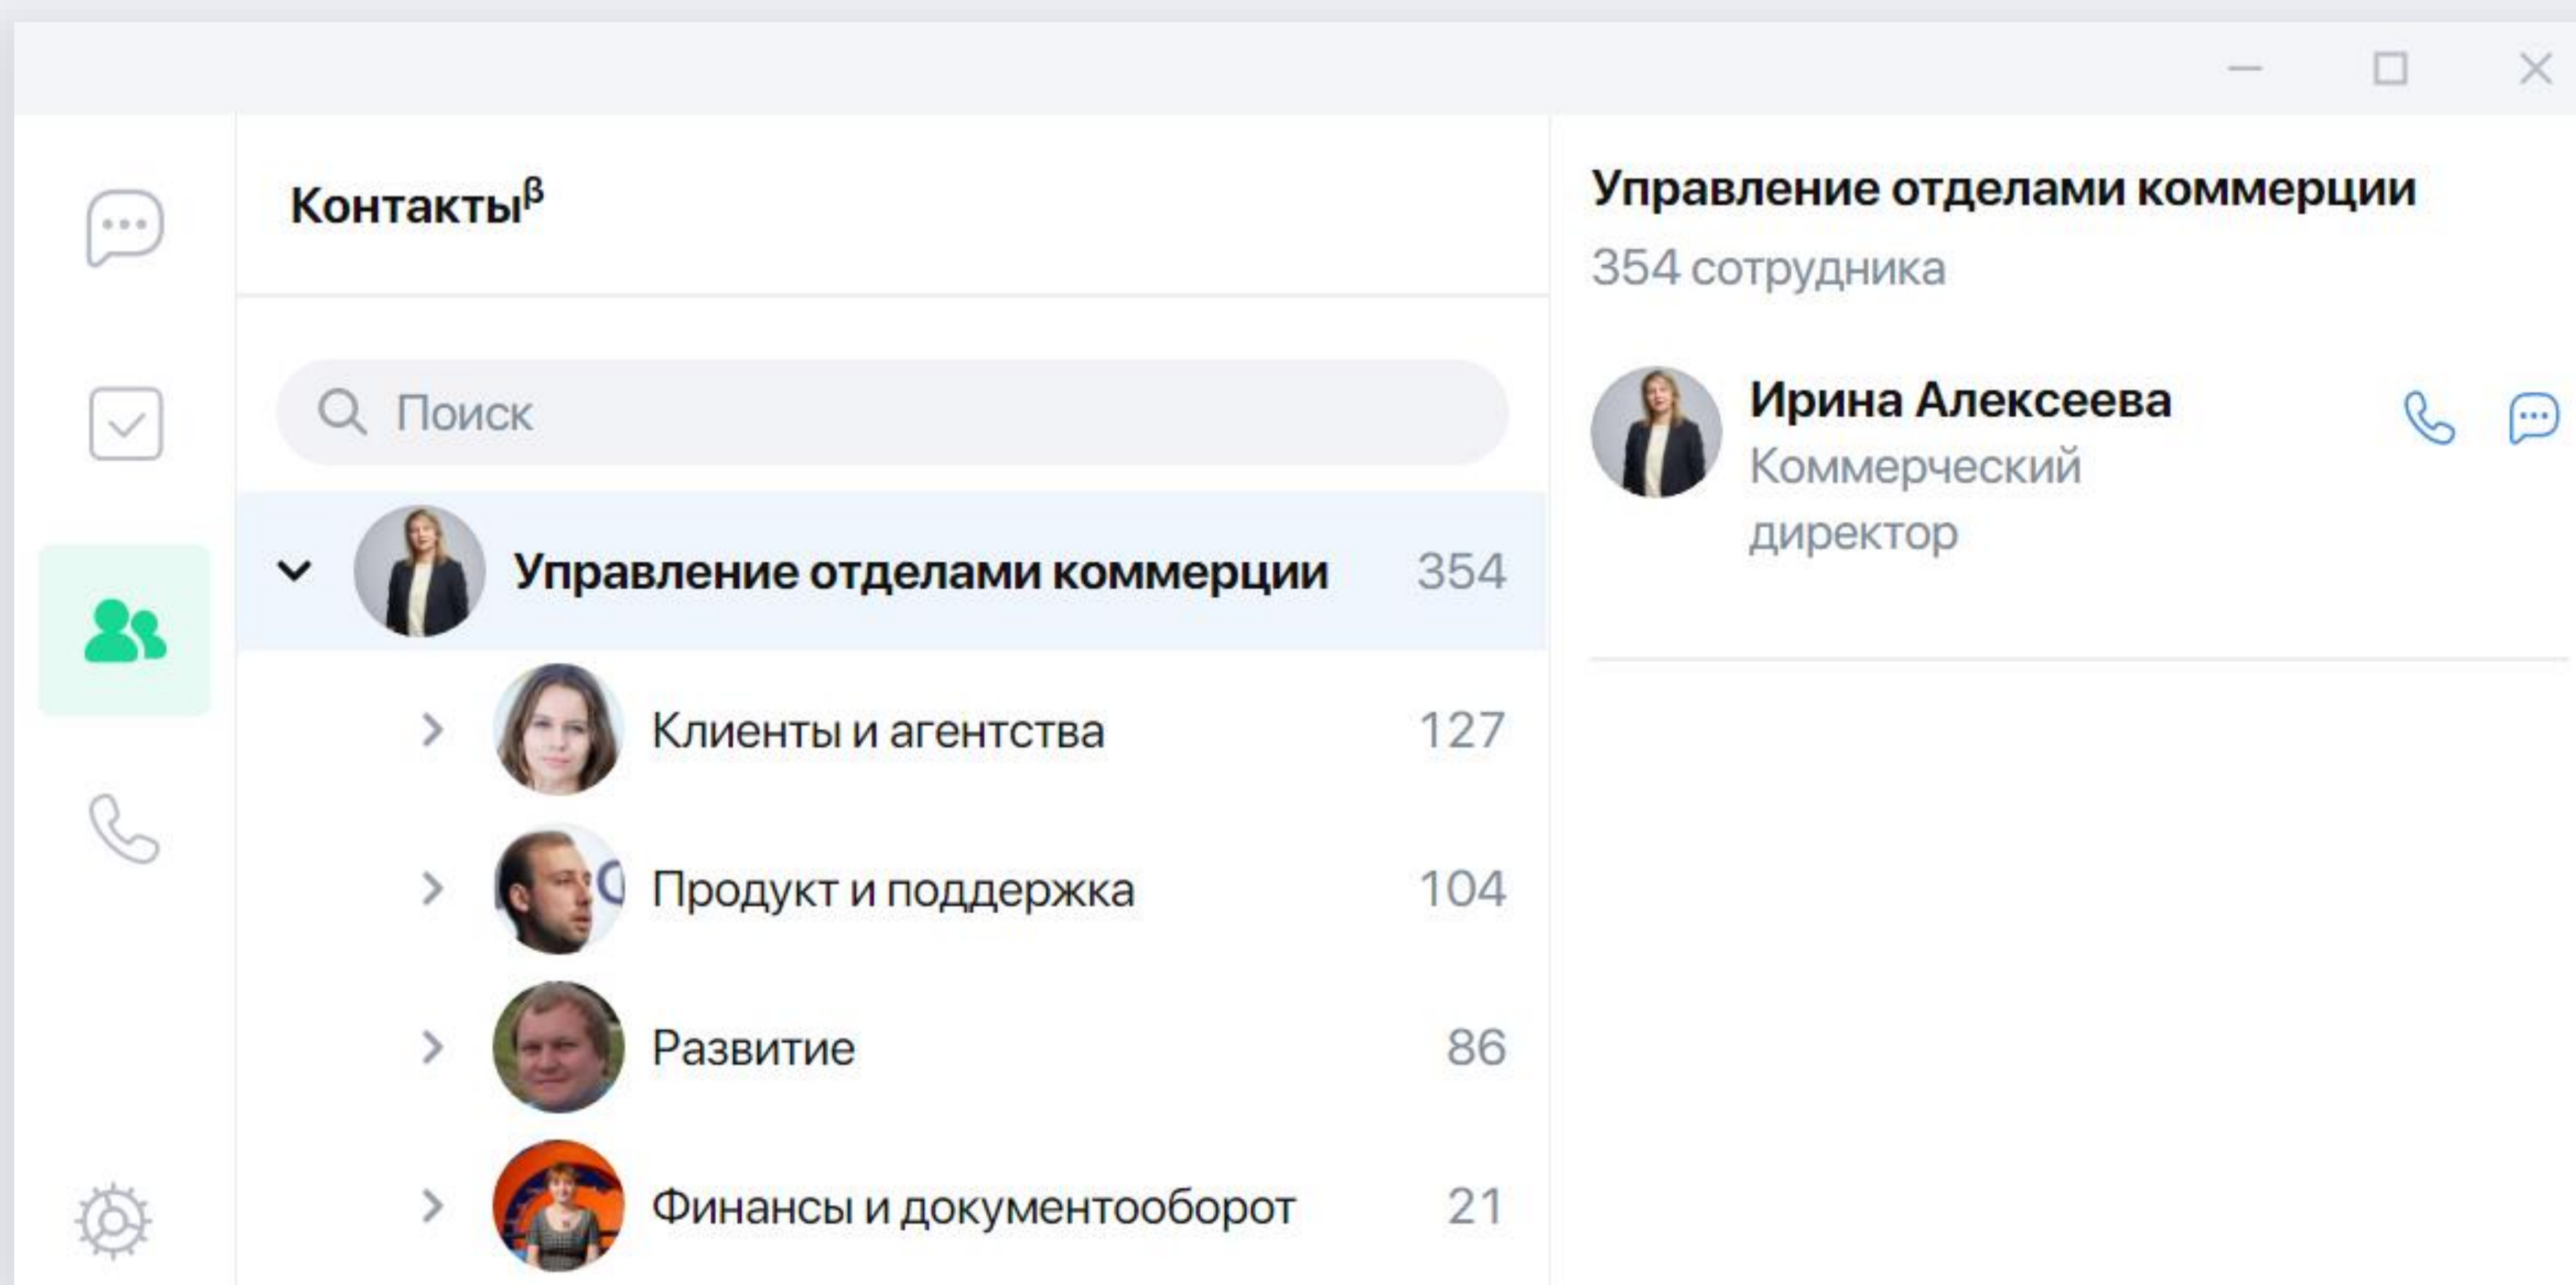 Контактыᵝ
Поиск
Управление отделами коммерции 354
Клиенты и агентства 127
Продукт и поддержка 104
Развитие 86
Финансы и документооборот 21
Управление отделами коммерции
354 сотрудника
Ирина Алексеева
Коммерческий
директор